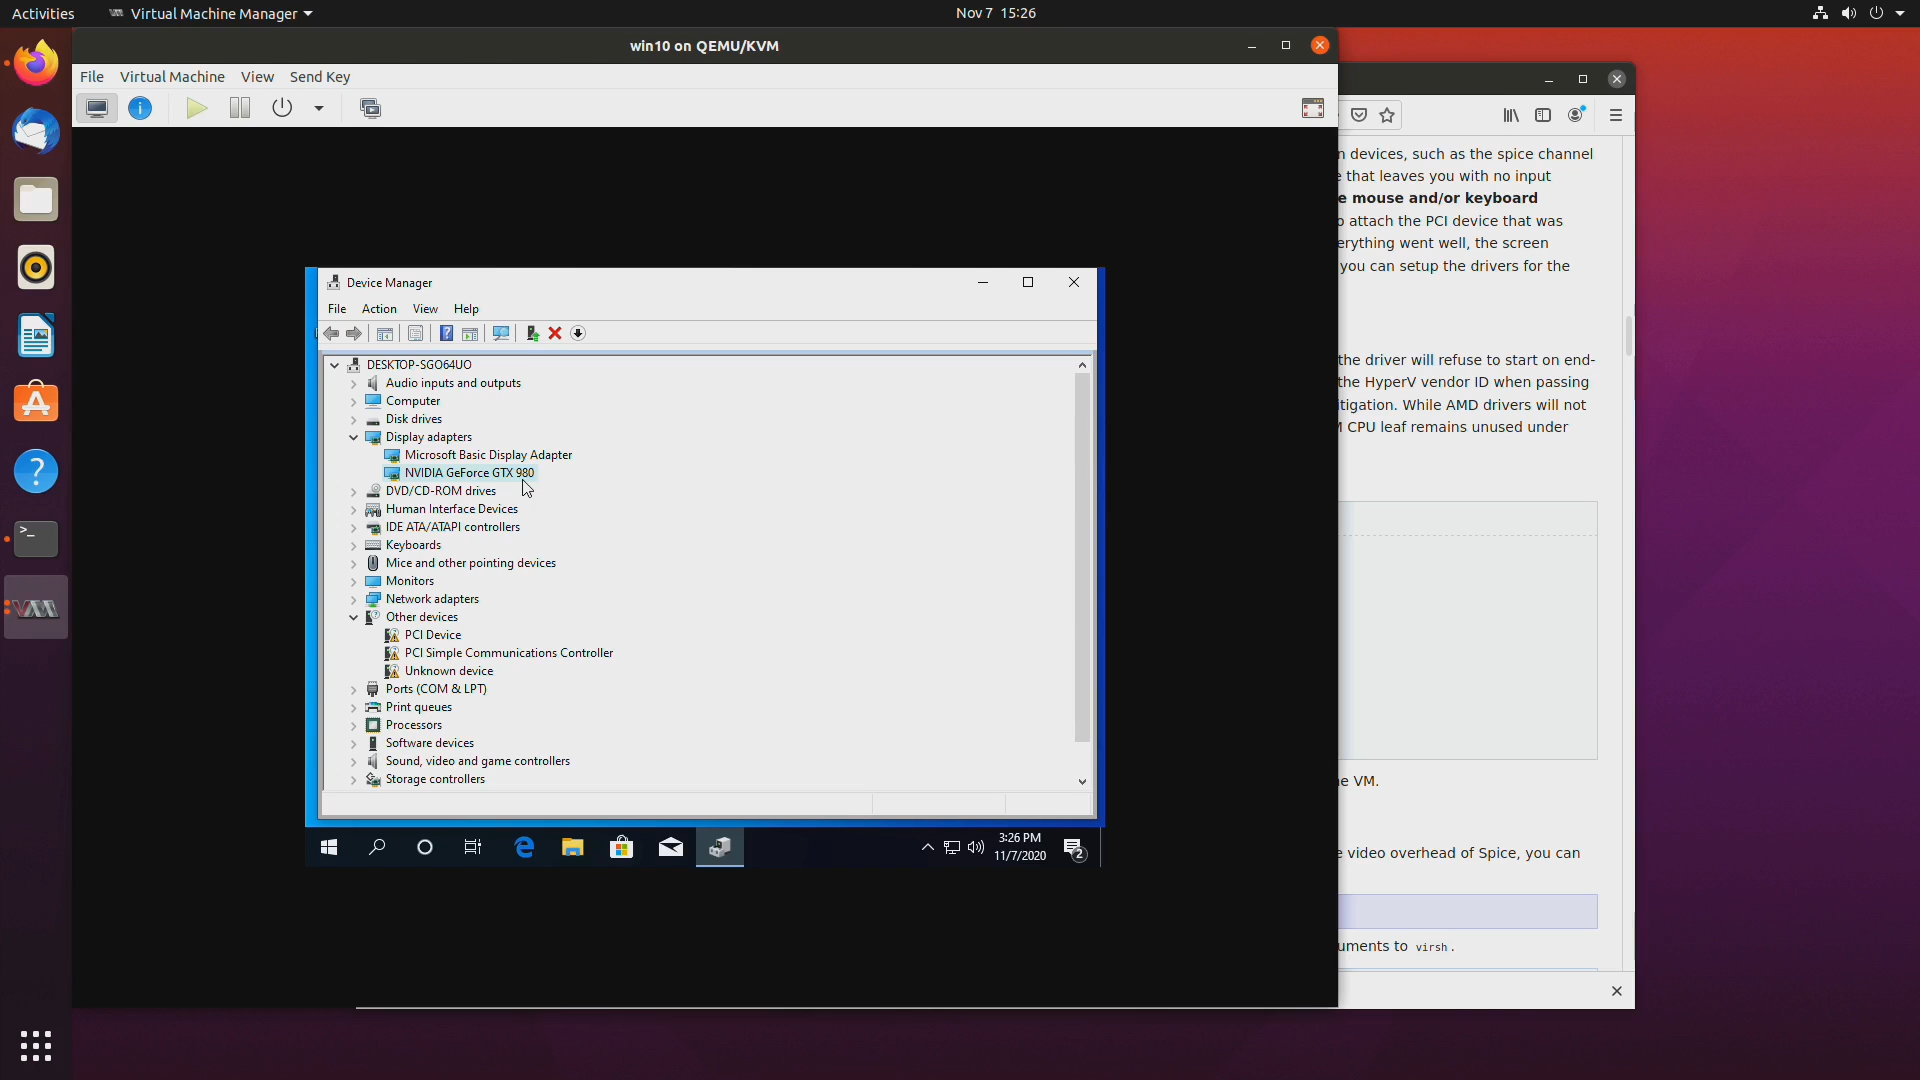 Activities
Virtual Machine Manager
Nov 7 15:26
win10 on QEMU/KVM
File Virtual Machine View Send Key
Device Manager
File Action View Help
DESKTOP-SGO64UO
Audio inputs and outputs
Computer
Disk drives
Display adapters
Microsoft Basic Display Adapter
NVIDIA GeForce GTX 980
DVD/CD-ROM drives
Human Interface Devices
IDE ATA/ATAPI controllers
Keyboards
Mice and other pointing devices
Monitors
Network adapters
Other devices
PCI Device
PCI Simple Communications Controller
Unknown device
Ports (COM & LPT)
Print queues
Processors
Software devices
Sound, video and game controllers
Storage controllers
3:26 PM
11/7/2020
2
devices, such as the spice channel
that leaves you with no input
mouse and/or keyboard
attach the PCI device that was
everything went well, the screen
you can setup the drivers for the
the driver will refuse to start on end-
the HyperV vendor ID when passing
mitigation. While AMD drivers will not
CPU leaf remains unused under
VM.
video overhead of Spice, you can
uments to virsh.